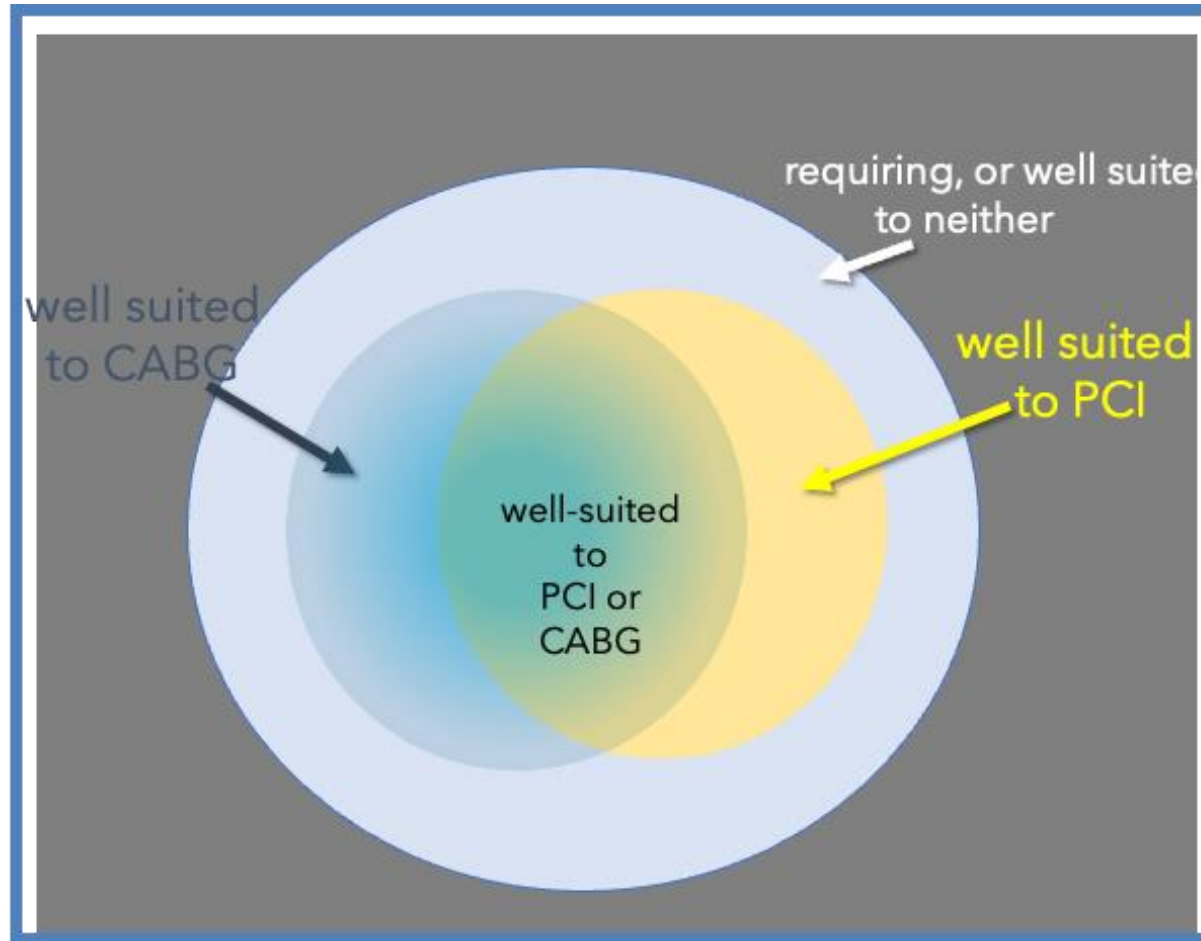 requiring, or well suite
to neither
well suited
to CABG
well suited
to PCI
well-suited
to
PCI or
CABG